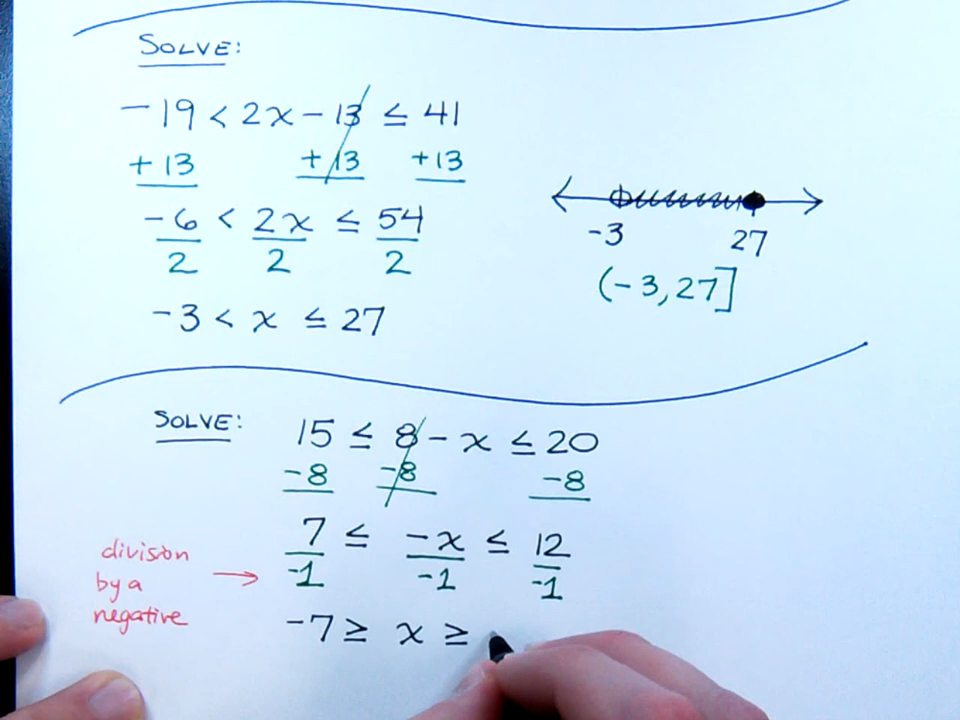 SOLVE:
-19 < 2x - 13 ≤ 41
+13 +13 +13
-6 < 2x ≤ 54
2 2 2
-3 < x ≤ 27
-3 27
(-3, 27]
SOLVE:
15 ≤ 8 - x ≤ 20
-8 -8 -8
7 ≤ -x ≤ 12
-1 -1 -1
division
by a
negative
-7 ≥ x ≥